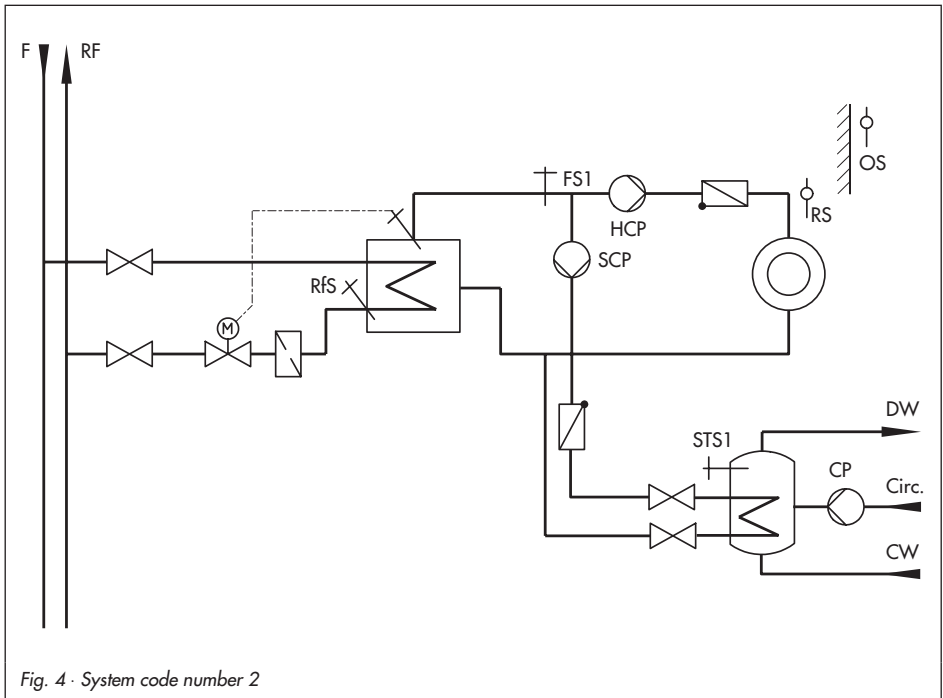 F
RF
OS
FS1
RS
HCP
SCP
RfS
M
DW
STS1
CP
Circ.
CW
Fig. 4 · System code number 2